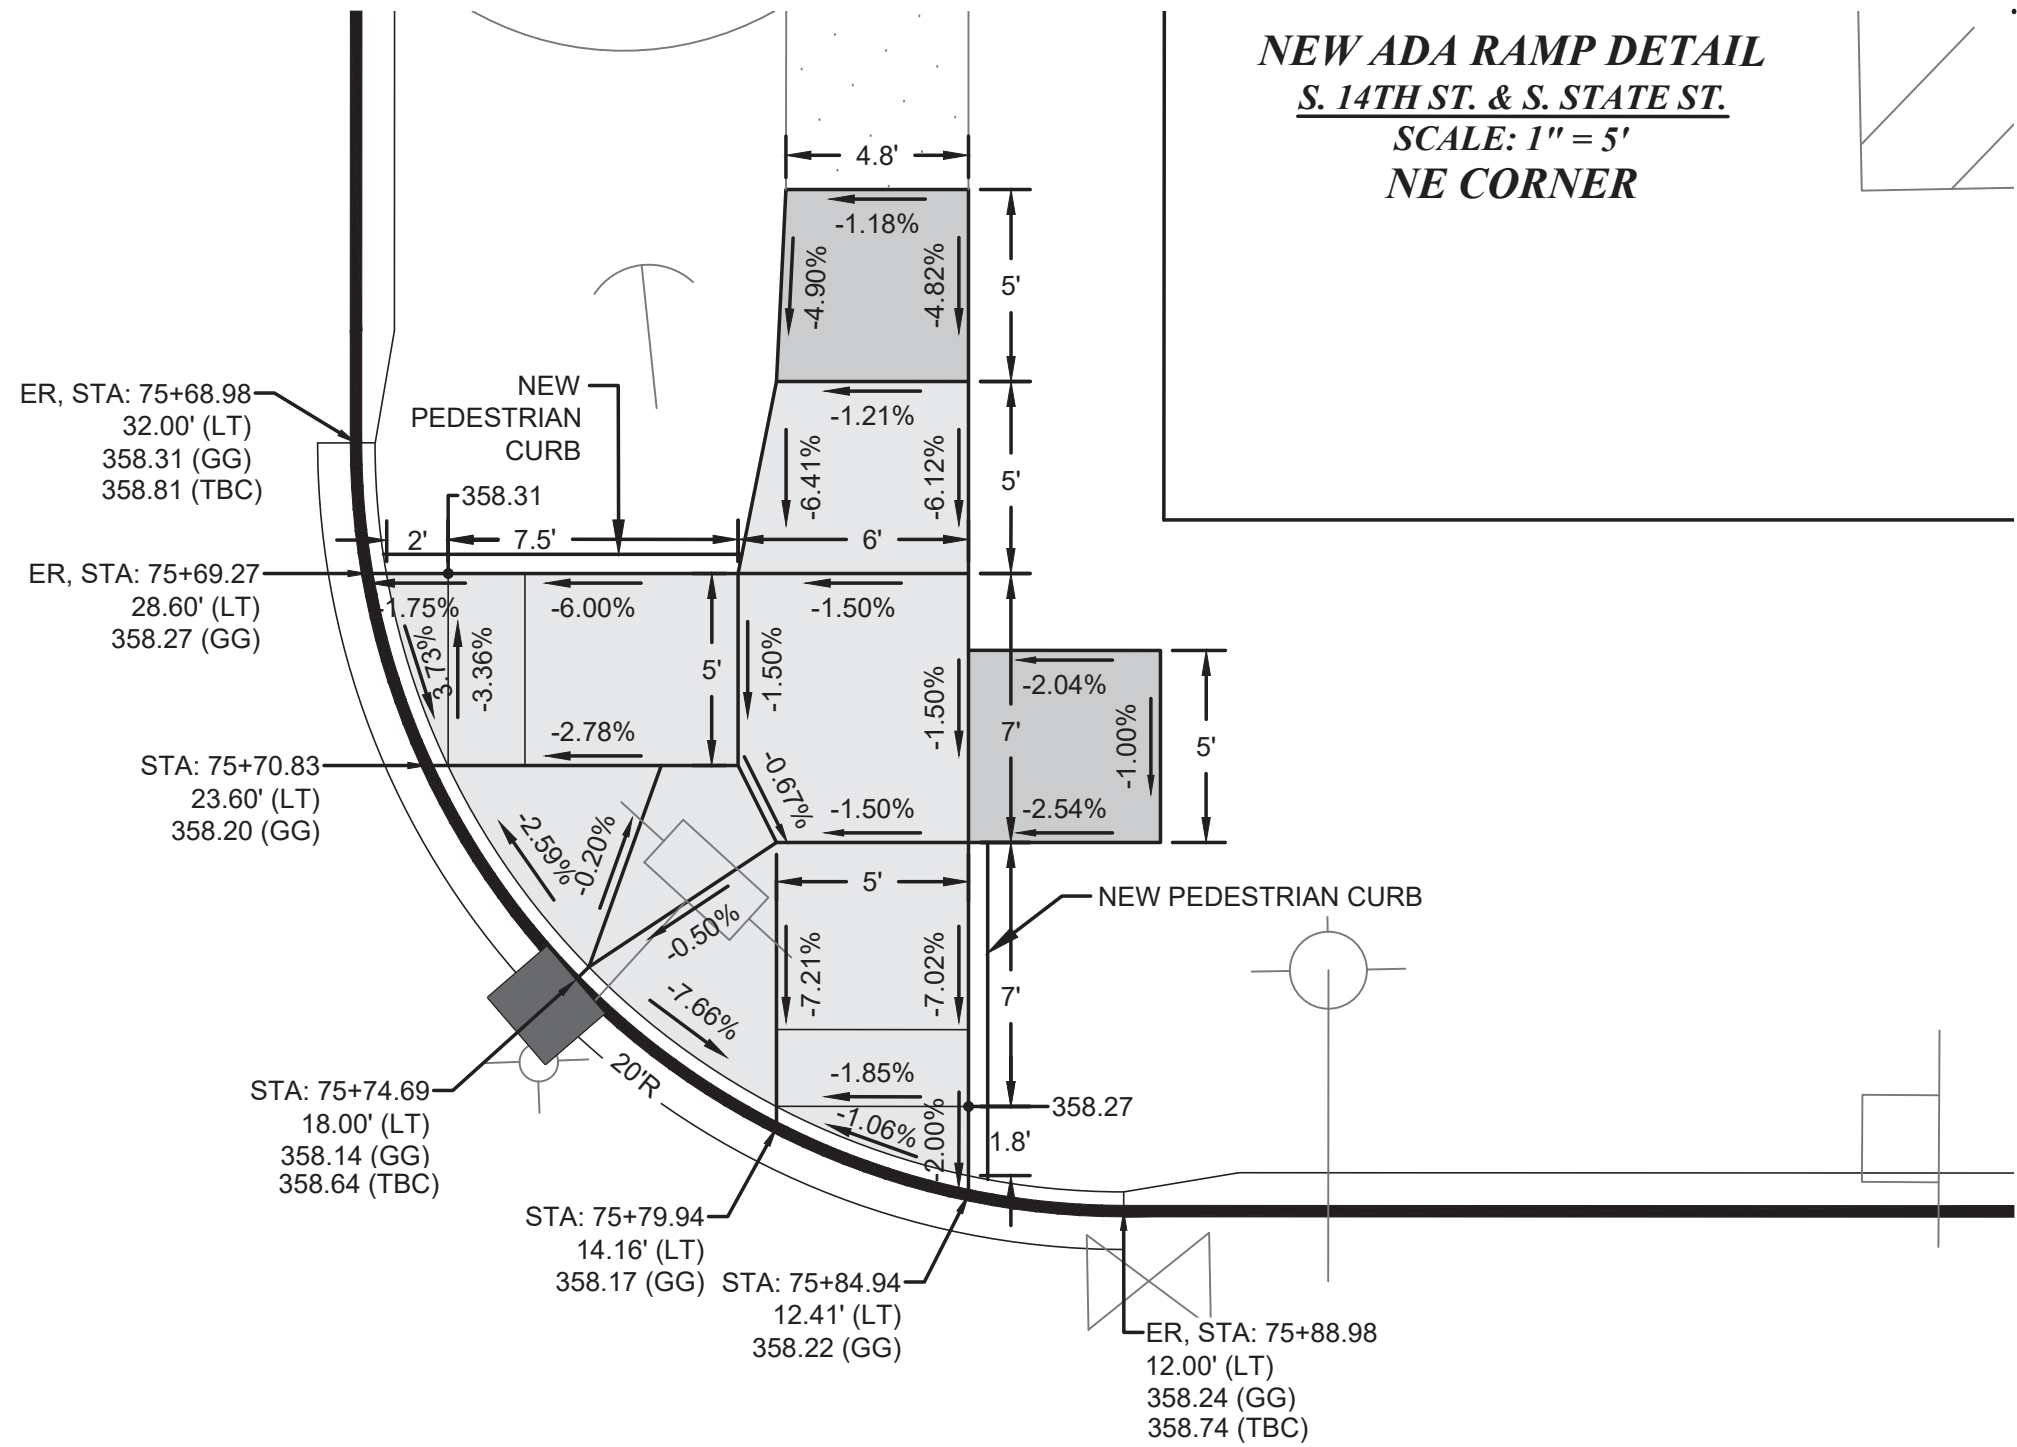 NEW ADA RAMP DETAIL
S. 14TH ST. & S. STATE ST.
SCALE: 1" = 5'
NE CORNER
4.8'
-1.18%
-4.90%
-4.82%
5'
-1.21%
-6.41%
-6.12%
5'
ER, STA: 75+68.98
32.00' (LT)
358.31 (GG)
358.81 (TBC)
NEW
PEDESTRIAN
CURB
358.31
2'
7.5'
6'
ER, STA: 75+69.27
28.60' (LT)
358.27 (GG)
-1.75%
-6.00%
-1.50%
3.73%
-3.36%
5'
-1.50%
-1.50%
7'
-2.04%
-1.00%
5'
-2.78%
-0.67%
-1.50%
-2.54%
STA: 75+70.83
23.60' (LT)
358.20 (GG)
-2.59%
-0.20%
-0.50%
5'
NEW PEDESTRIAN CURB
-7.21%
-7.02%
7'
-7.66%
20'R
-1.85%
358.27
-1.06%
-2.00%
1.8'
STA: 75+74.69
18.00' (LT)
358.14 (GG)
358.64 (TBC)
STA: 75+79.94
14.16' (LT)
358.17 (GG)
STA: 75+84.94
12.41' (LT)
358.22 (GG)
ER, STA: 75+88.98
12.00' (LT)
358.24 (GG)
358.74 (TBC)